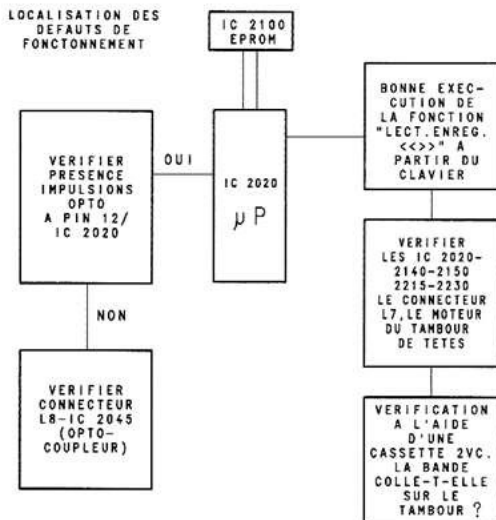 LOCALISATION DES
DEFAUTS DE
FONCTONNEMENT
IC 2100
EPROM
VERIFIER
PRESENCE
IMPULSIONS
OPTO
A PIN 12/
IC 2020
OUI
IC 2020
µP
BONNE EXE-
CUTION DE
LA FONCTION
"LECT.ENREG.
<<>>" A
PARTIR DU
CLAVIER
NON
VERIFIER
CONNECTEUR
L8-IC 2045
(OPTO-
COUPLEUR)
VERIFIER
LES IC 2020-
2140-2150
2215-2230
LE CONNECTEUR
L7,LE MOTEUR
DU TAMBOUR
DE TETES
VERIFICATION
A L'AIDE
D'UNE
CASSETTE 2VC.
LA BANDE
COLLE-T-ELLE
SUR LE
TAMBOUR ?